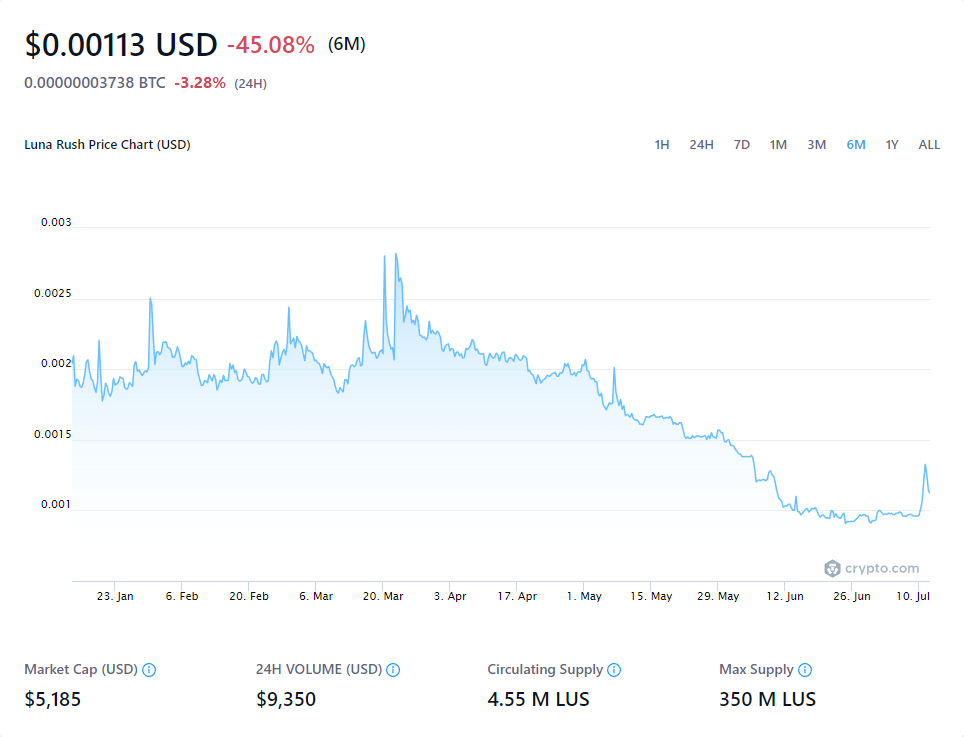 $0.00113 USD -45.08% (6M)
0.00000003738 BTC -3.28% (24H)
Luna Rush Price Chart (USD) 1H 24H 7D 1M 3M 6M 1Y ALL
0.003
0.0025
0.002
0.0015
0.001
crypto.com
23. Jan 6. Feb 20. Feb 6. Mar 20. Mar 3. Apr 17. Apr 1. May 15. May 29. May 12. Jun 26. Jun 10. Jul
Market Cap (USD) 24H VOLUME (USD) Circulating Supply Max Supply
$5,185 $9,350 4.55 M LUS 350 M LUS